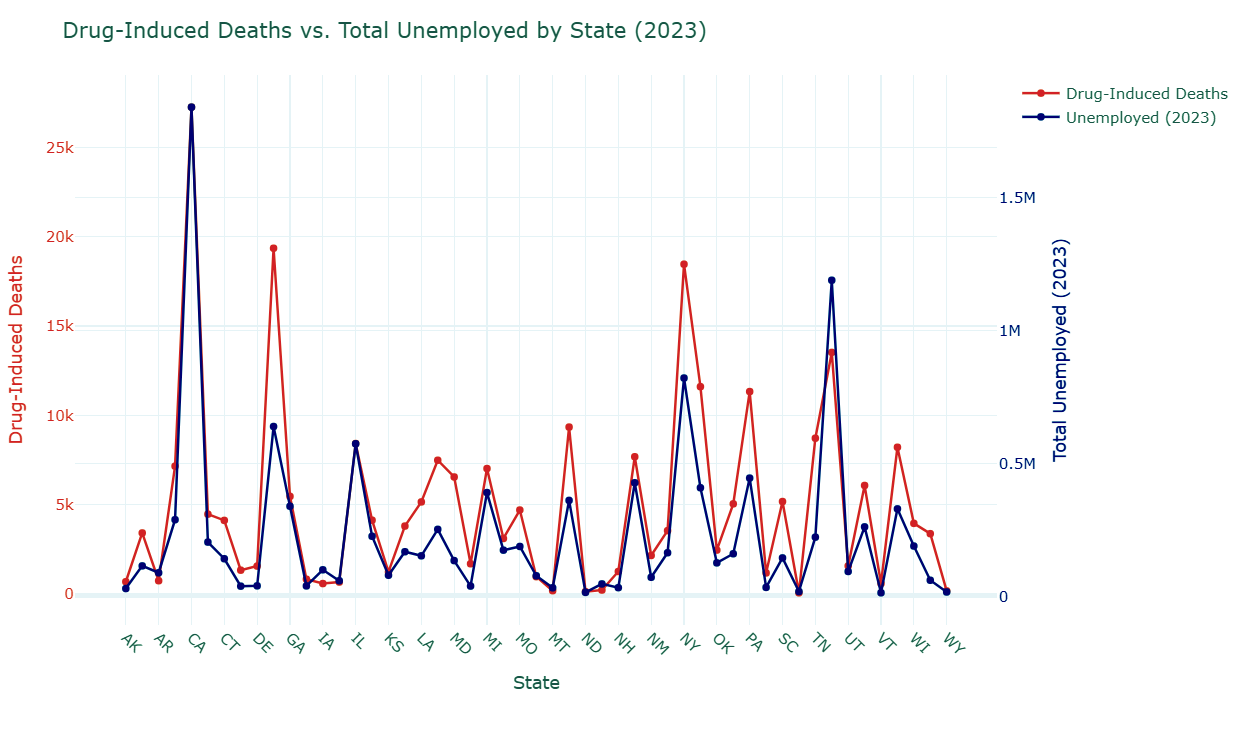 Drug-Induced Deaths vs. Total Unemployed by State (2023)
Drug-Induced Deaths
Unemployed (2023)
25k
20k
15k
10k
5k
0
Drug-Induced Deaths
1.5M
1M
0.5M
0
Total Unemployed (2023)
AK
AR
CA
CT
DE
GA
IA
IL
KS
LA
MD
MI
MO
MT
ND
NH
NM
NY
OK
PA
SC
TN
UT
VT
WI
WY
State